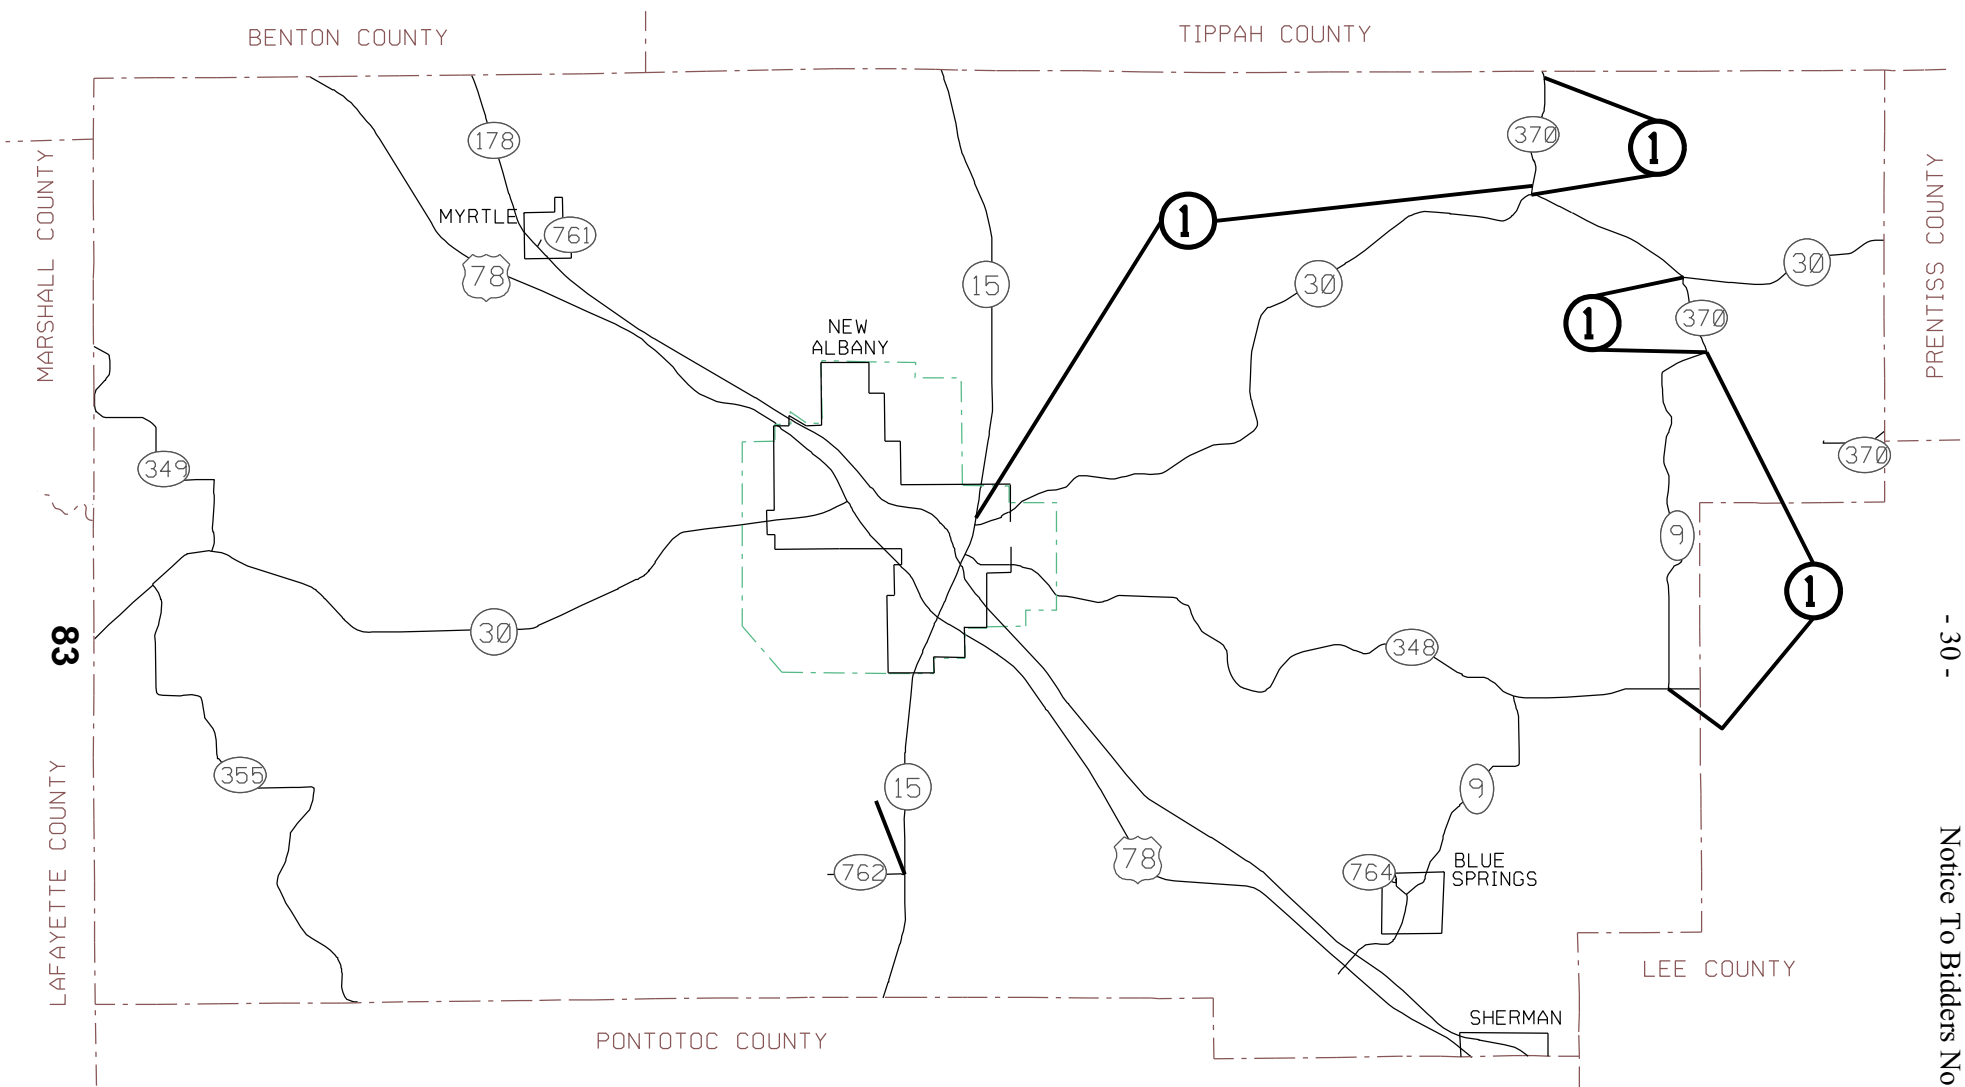 BENTON COUNTY
TIPPAH COUNTY
178
370
1
MARSHALL COUNTY
PRENTISS COUNTY
MYRTLE
761
1
78
15
30
30
370
1
NEW
ALBANY
349
370
9
1
30
83
348
- 30 -
355
15
9
762
78
764
BLUE
SPRINGS
LAFAYETTE COUNTY
Notice To Bidders No
LEE COUNTY
SHERMAN
PONTOTOC COUNTY